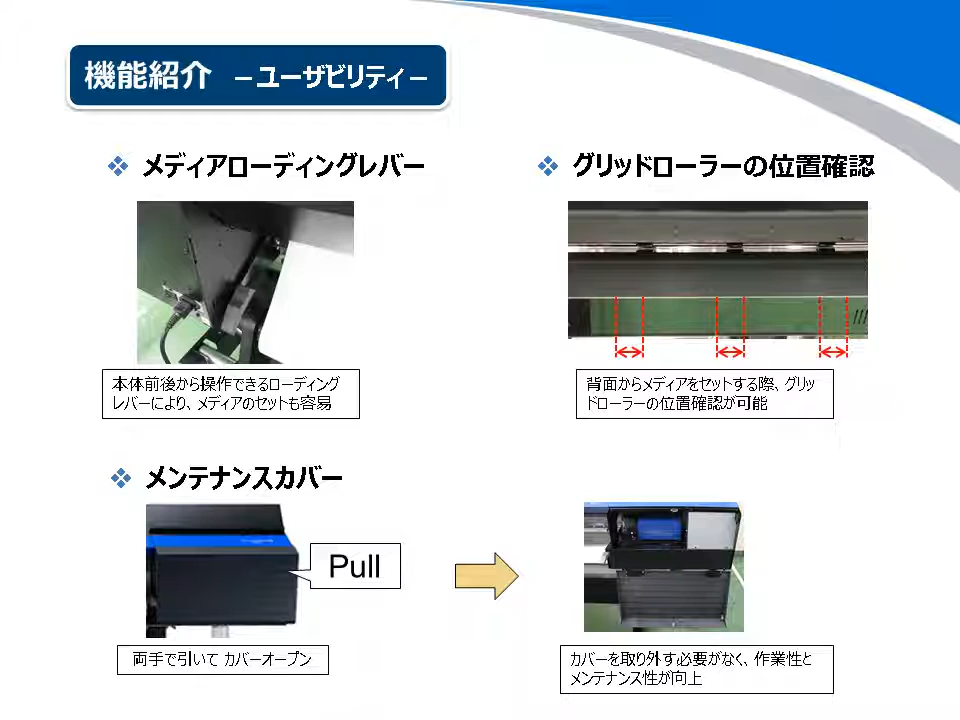 機能紹介 －ユーザビリティ－
メディアローディングレバー
本体前後から操作できるローディング
レバーにより、メディアのセットも容易
グリッドローラーの位置確認
背面からメディアをセットする際、グリッ
ドローラーの位置確認が可能
メンテナンスカバー
Pull
両手で引いて カバーオープン
カバーを取り外す必要がなく、作業性と
メンテナンス性が向上